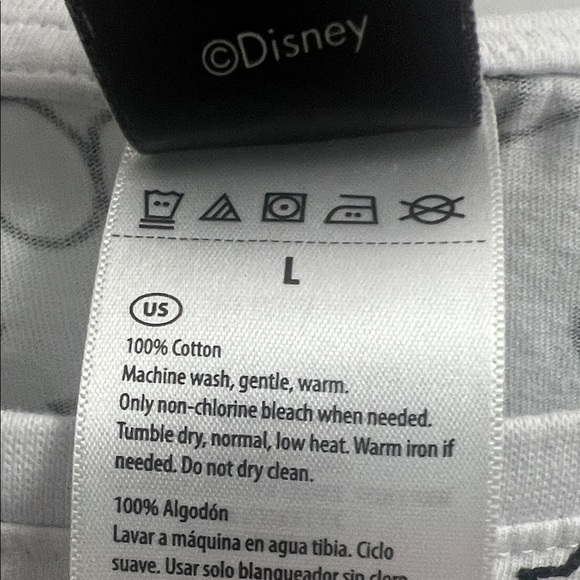 ©Disney
L
US
100% Cotton
Machine wash, gentle, warm.
Only non-chlorine bleach when needed.
Tumble dry, normal, low heat. Warm iron if
needed. Do not dry clean.
100% Algodón
Lavar a máquina en agua tibia. Ciclo
suave. Usar solo blanqueador sin cloro